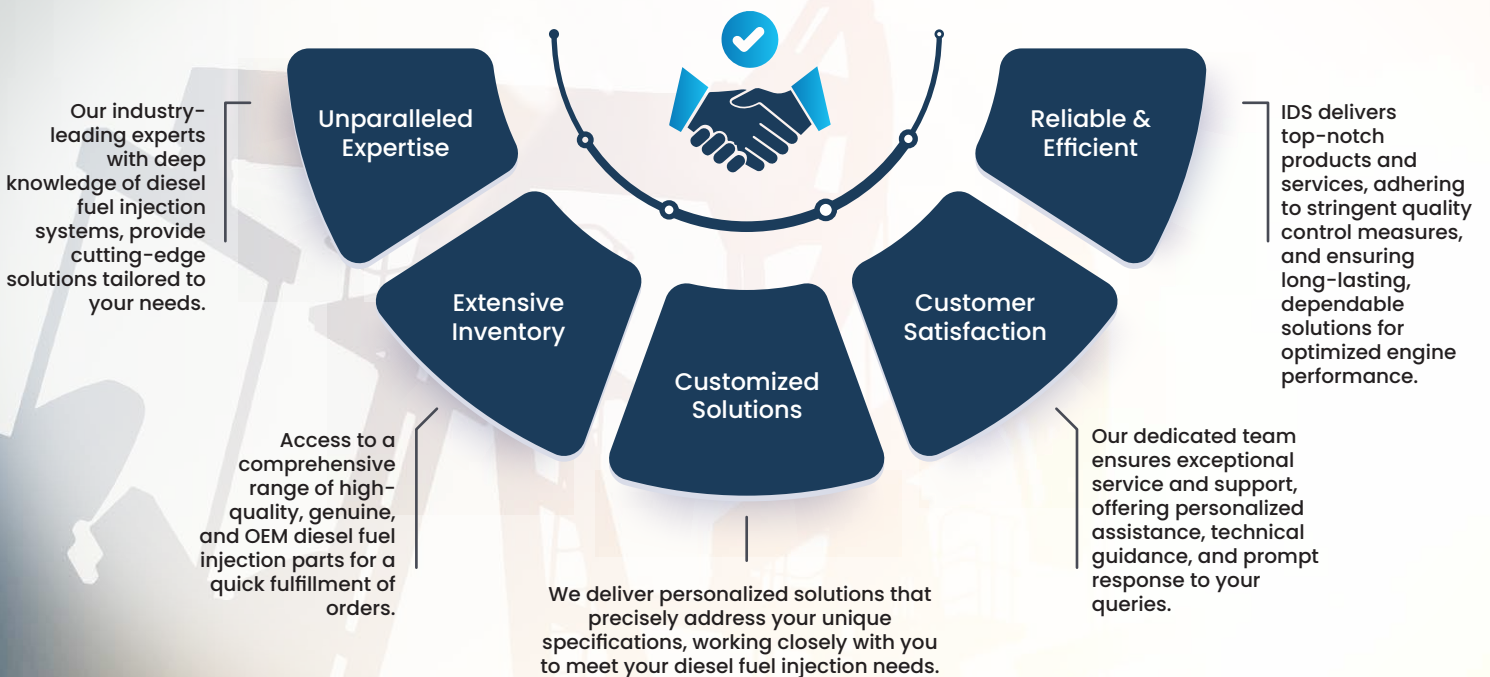 Unparalleled
Expertise
Our industry-
leading experts
with deep
knowledge of diesel
fuel injection
systems, provide
cutting-edge
solutions tailored to
your needs.
Extensive
Inventory
Access to a
comprehensive
range of high-
quality, genuine,
and OEM diesel fuel
injection parts for a
quick fulfillment of
orders.
Customized
Solutions
We deliver personalized solutions that
precisely address your unique
specifications, working closely with you
to meet your diesel fuel injection needs.
Customer
Satisfaction
Our dedicated team
ensures exceptional
service and support,
offering personalized
assistance, technical
guidance, and prompt
response to your
queries.
Reliable &
Efficient
IDS delivers
top-notch
products and
services, adhering
to stringent quality
control measures,
and ensuring
long-lasting,
dependable
solutions for
optimized engine
performance.